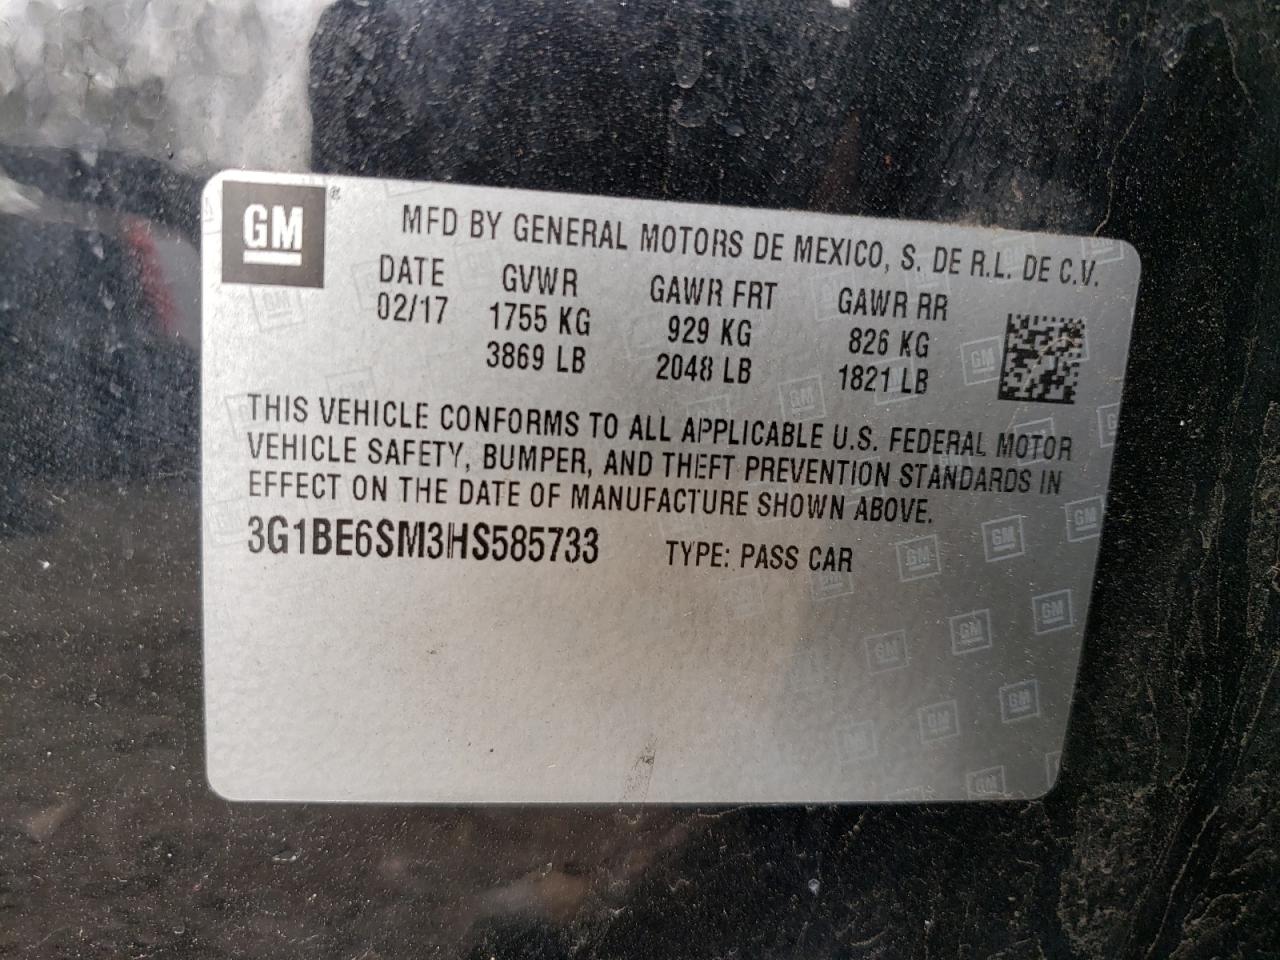 GM ® MFD BY GENERAL MOTORS DE MEXICO, S. DE R.L. DE C.V.
DATE GVWR GAWR FRT GAWR RR
02/17 1755 KG 929 KG 826 KG
3869 LB 2048 LB 1821 LB
THIS VEHICLE CONFORMS TO ALL APPLICABLE U.S. FEDERAL MOTOR
VEHICLE SAFETY, BUMPER, AND THEFT PREVENTION STANDARDS IN
EFFECT ON THE DATE OF MANUFACTURE SHOWN ABOVE.
3G1BE6SM3HS585733 TYPE: PASS CAR